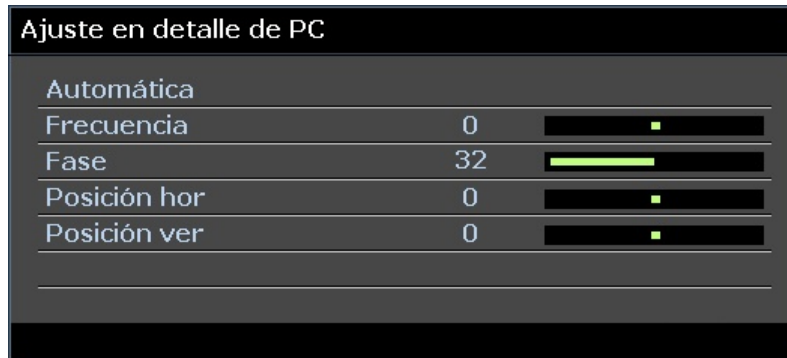 Ajuste en detalle de PC
Automática
Frecuencia 0
Fase 32
Posición hor 0
Posición ver 0